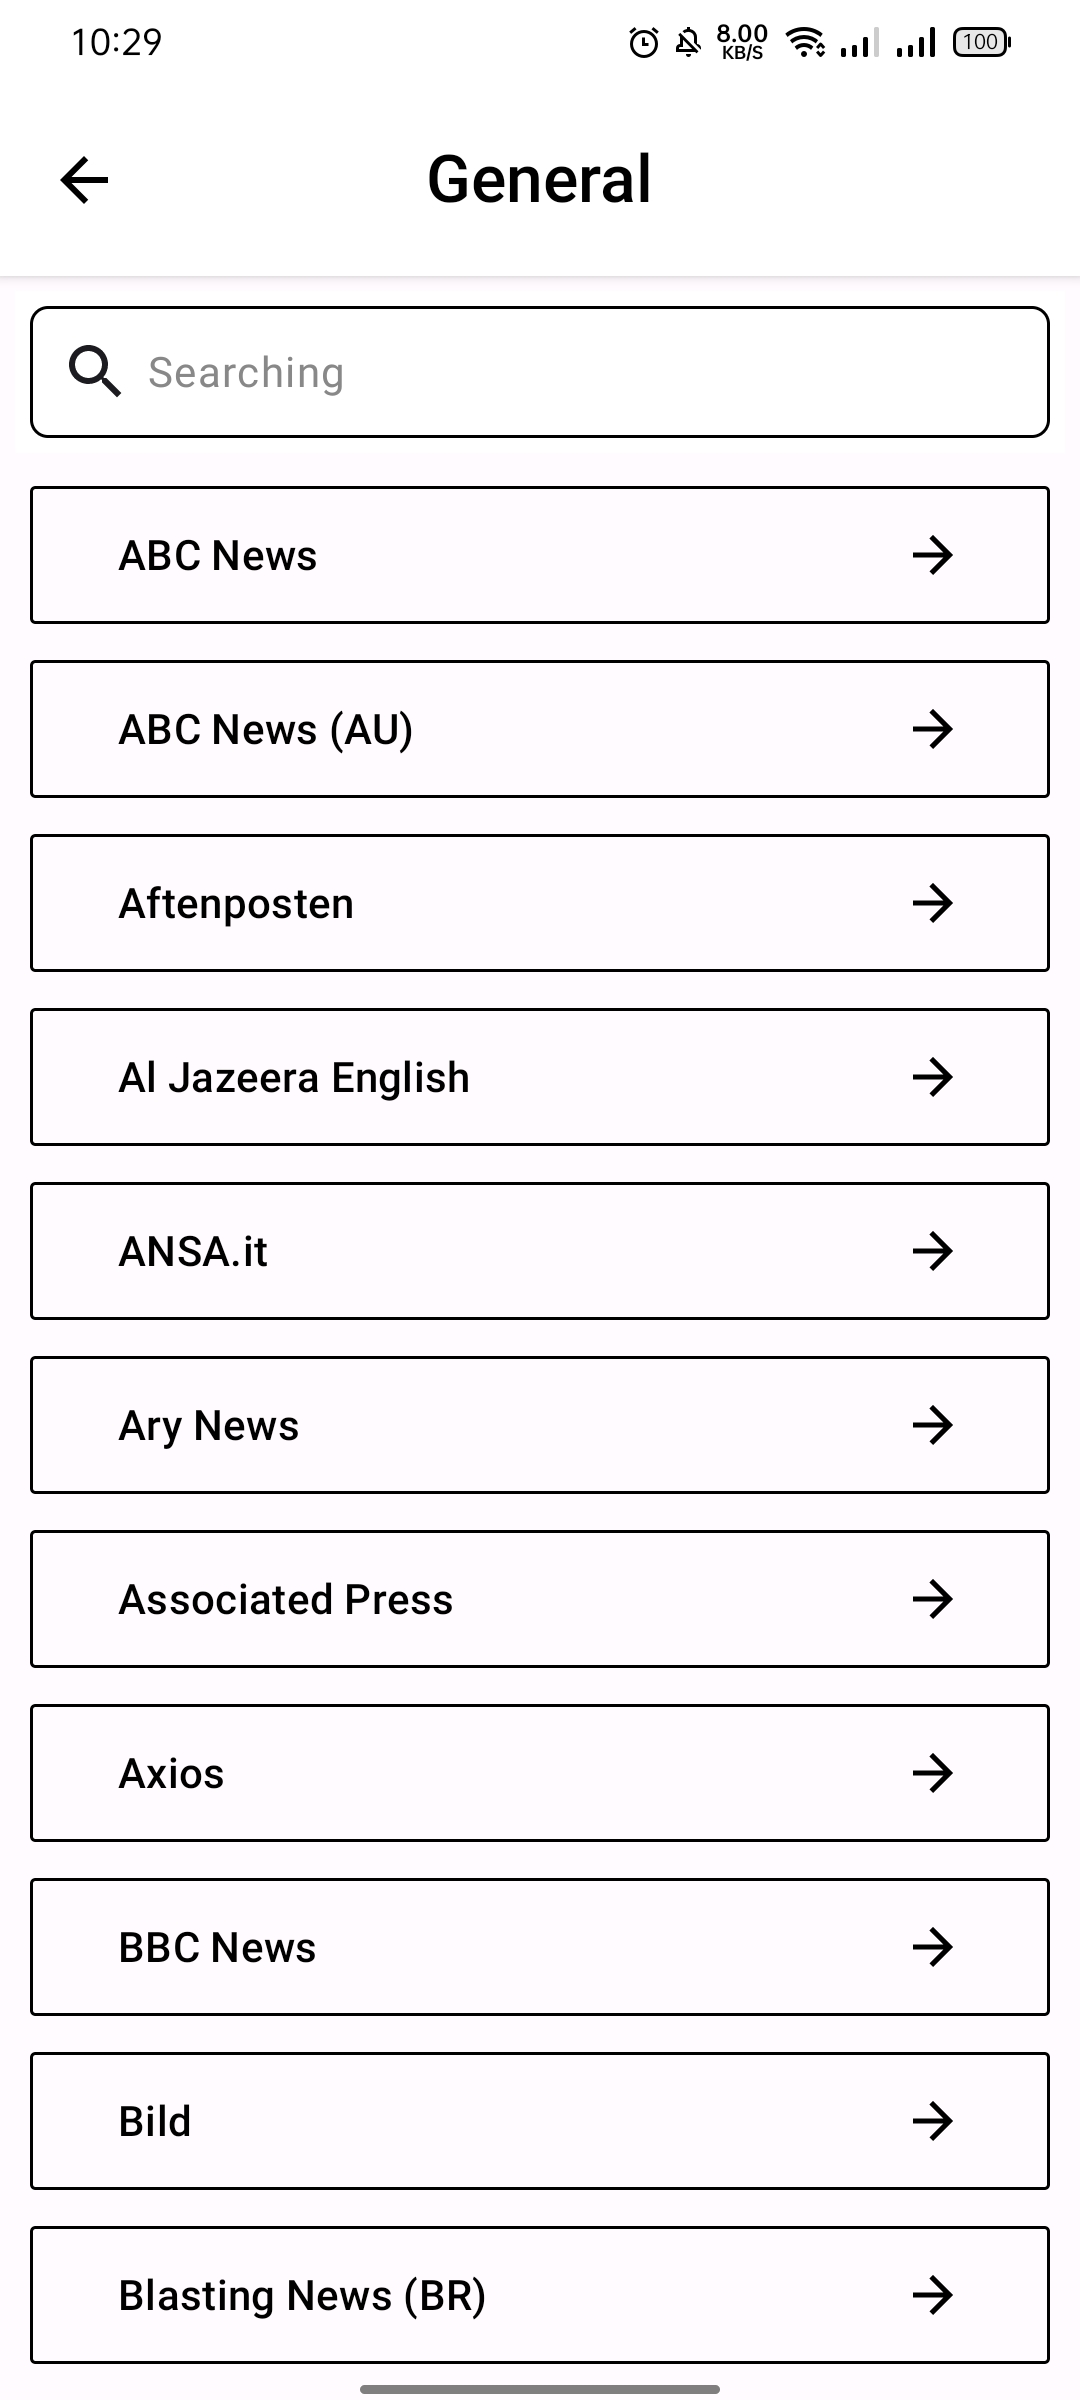 10:29
8.00
KB/S
100
General
Searching
ABC News
ABC News (AU)
Aftenposten
Al Jazeera English
ANSA.it
Ary News
Associated Press
Axios
BBC News
Bild
Blasting News (BR)